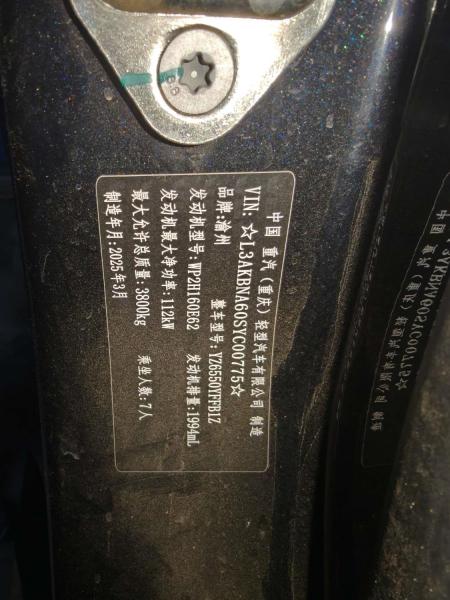 中国 重汽(重庆) 轻型汽车有限公司 制造
VIN: ☆L3AKBNA60SYC00775☆
品牌:渝州 整车型号:YZ6550YFFB1Z
发动机型号:WP2H160E62 发动机排量:1994mL
发动机最大净功率:112kW
最大允许总质量:3800kg 乘坐人数:7人
制造年月:2025年3月